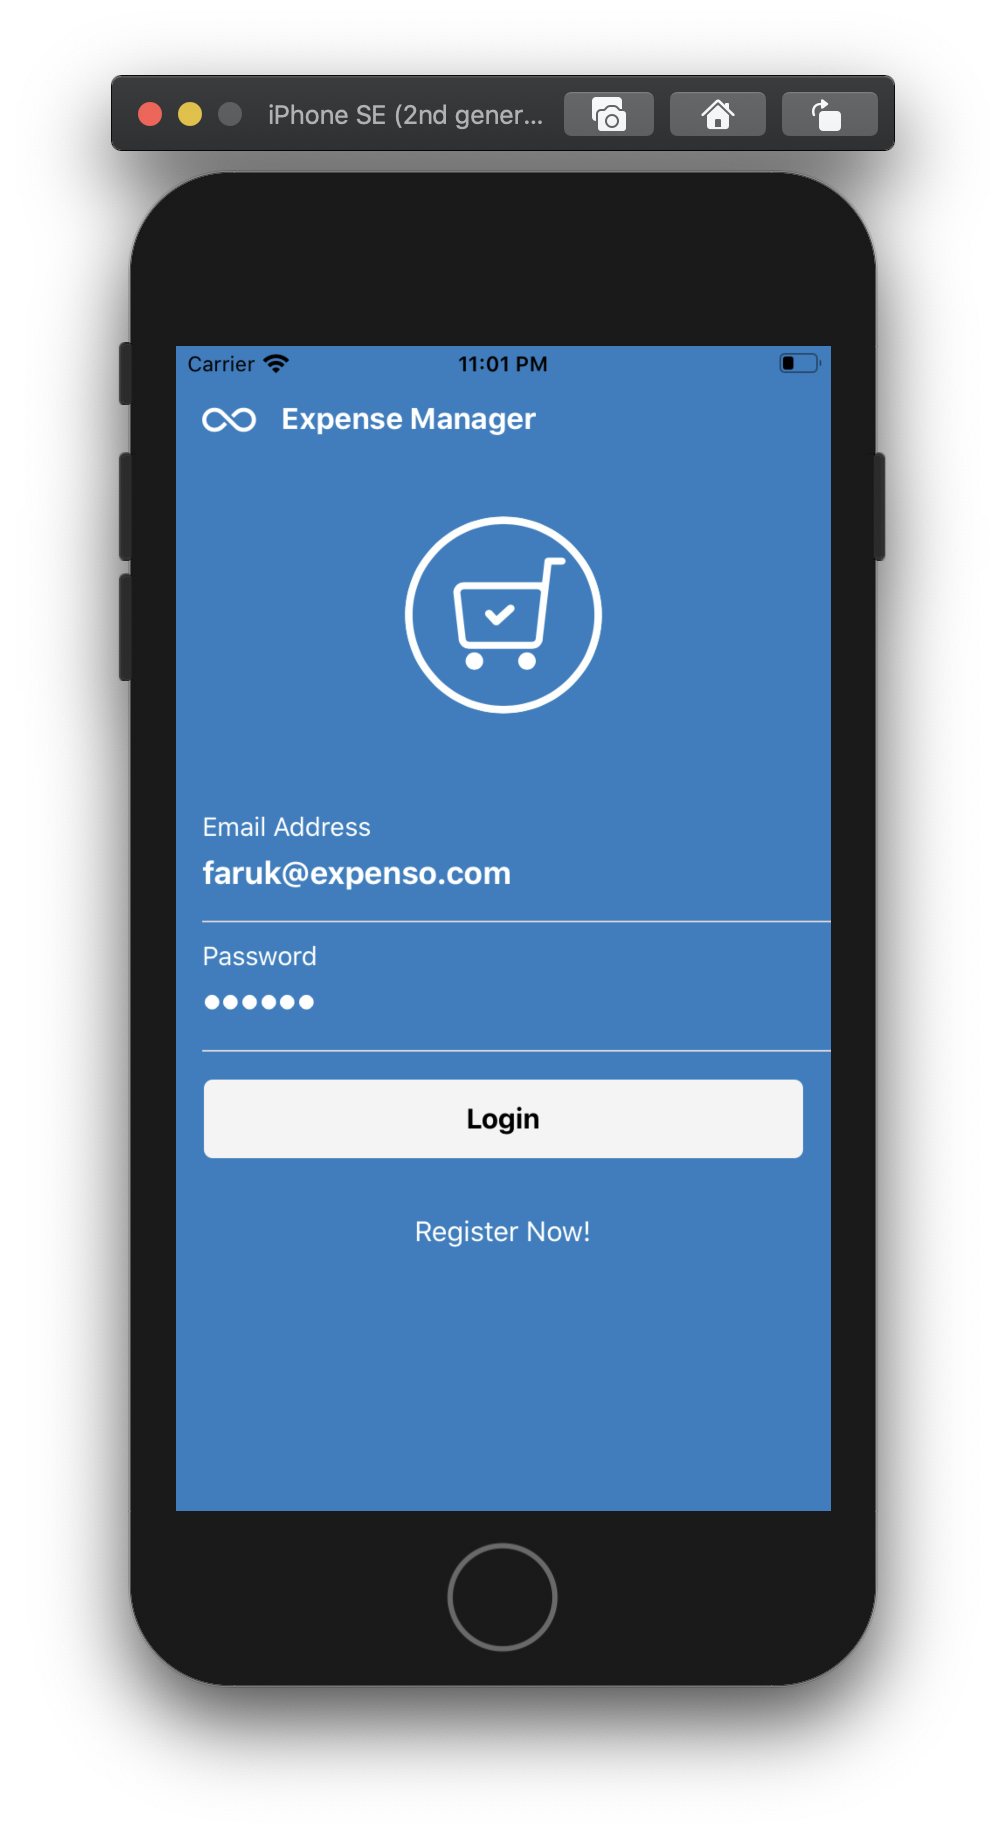 iPhone SE (2nd gener...
Carrier 11:01 PM
Expense Manager
Email Address
faruk@expenso.com
Password
●●●●●●
Login
Register Now!